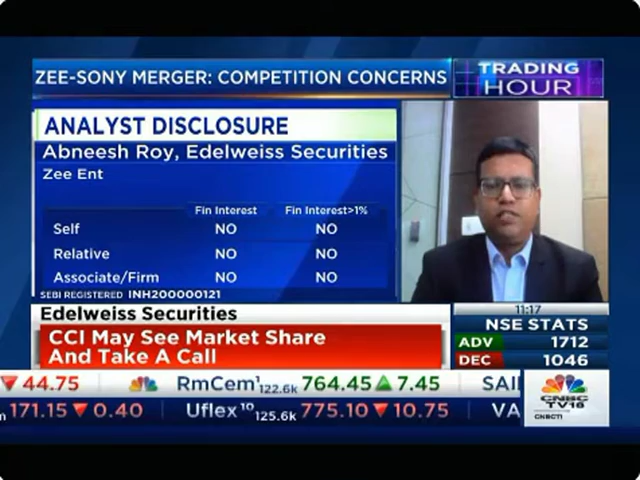 ZEE-SONY MERGER: COMPETITION CONCERNS
TRADING
HOUR
ANALYST DISCLOSURE
Abneesh Roy, Edelweiss Securities
Zee Ent
Fin Interest Fin Interest>1%
Self NO NO
Relative NO NO
Associate/Firm NO NO
SEBI REGISTERED INH200000121
Edelweiss Securities
CCI May See Market Share
And Take A Call
11:17
NSE STATS
ADV 1712
DEC 1046
▼ 44.75 RmCem 122.6k 764.45 ▲ 7.45 SAI
171.15 ▼ 0.40 Uflex 10 125.6k 775.10 ▼ 10.75 VA
CNBC
TV18
CNBCTI